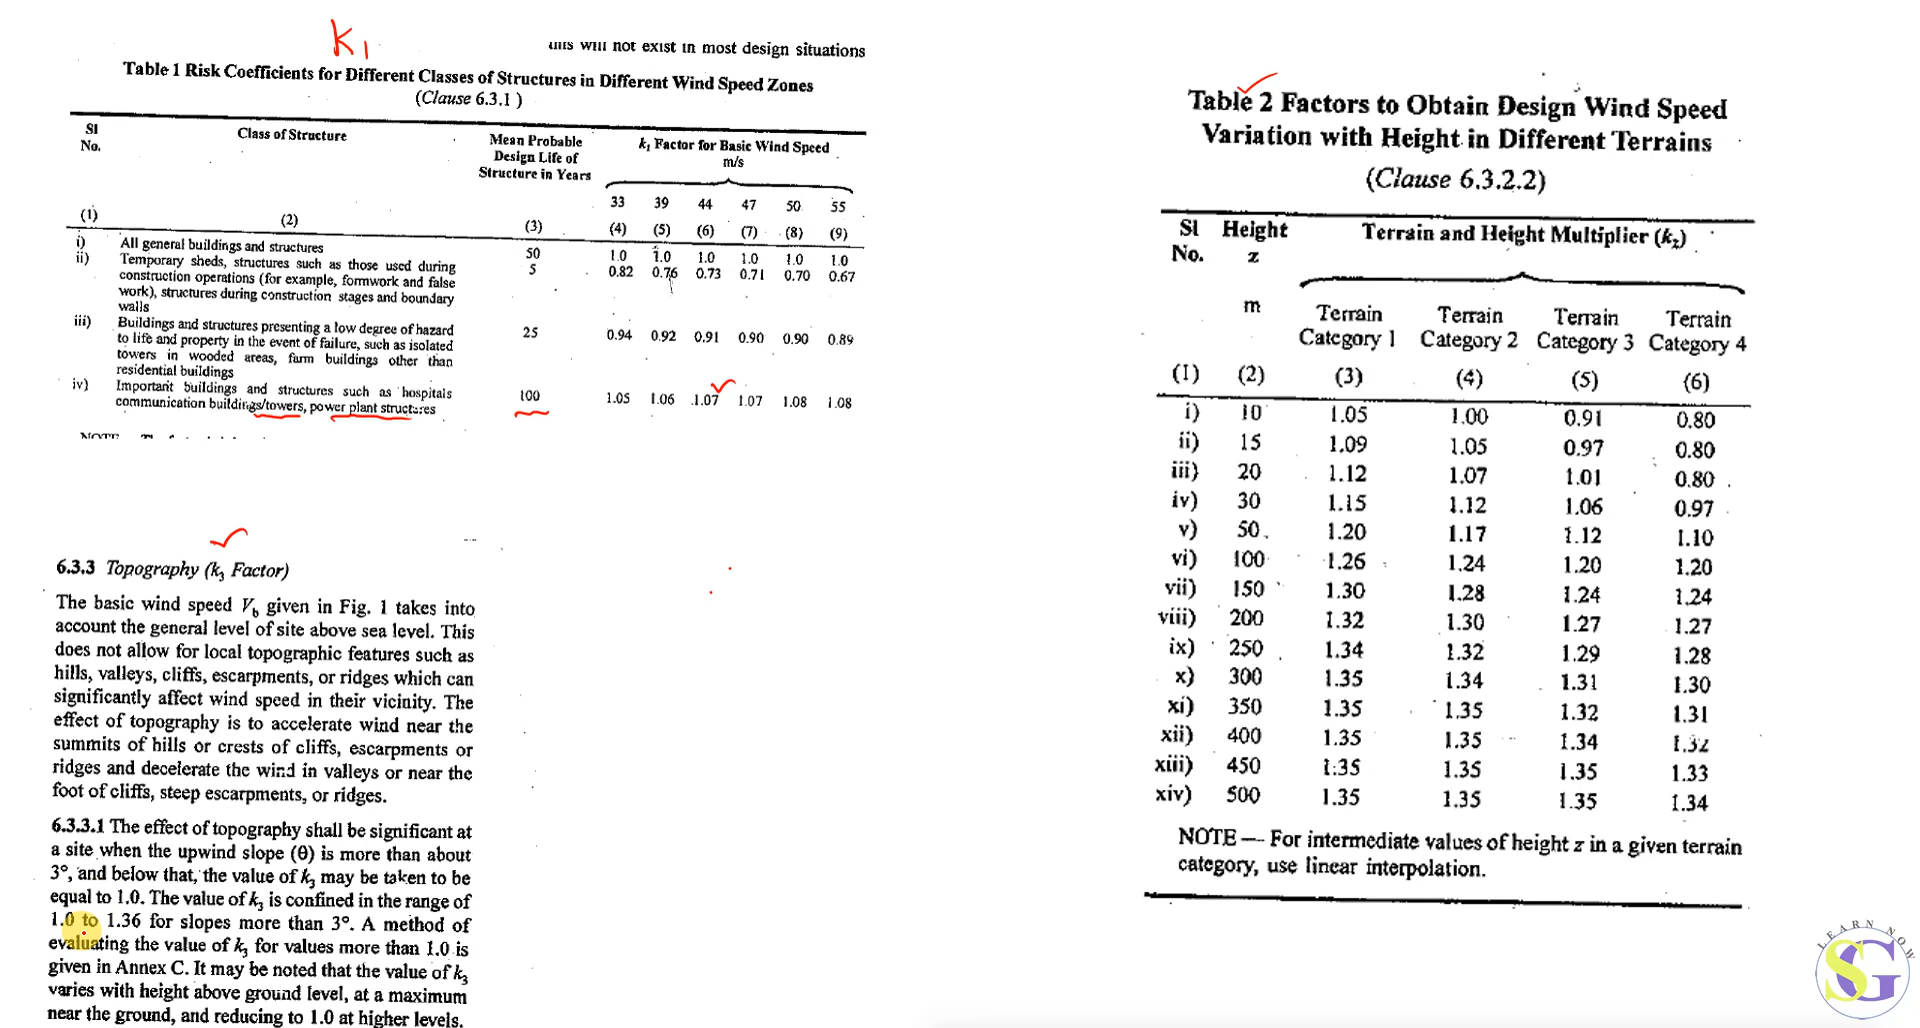 K1
this will not exist in most design situations
Table 1 Risk Coefficients for Different Classes of Structures in Different Wind Speed Zones
(Clause 6.3.1 )
Sl No. Class of Structure Mean Probable Design Life of Structure in Years k1 Factor for Basic Wind Speed m/s
33 39 44 47 50 55
(1) (2) (3) (4) (5) (6) (7) (8) (9)
i) All general buildings and structures 50 1.0 1.0 1.0 1.0 1.0 1.0
ii) Temporary sheds, structures such as those used during 5 0.82 0.76 0.73 0.71 0.70 0.67
construction operations (for example, formwork and false
work), structures during construction stages and boundary
walls
iii) Buildings and structures presenting a low degree of hazard 25 0.94 0.92 0.91 0.90 0.90 0.89
to life and property in the event of failure, such as isolated
towers in wooded areas, farm buildings other than
residential buildings
iv) Important buildings and structures such as hospitals 100 1.05 1.06 1.07 1.07 1.08 1.08
communication buildings/towers, power plant structures
6.3.3 Topography (k3 Factor)
The basic wind speed Vb given in Fig. 1 takes into
account the general level of site above sea level. This
does not allow for local topographic features such as
hills, valleys, cliffs, escarpments, or ridges which can
significantly affect wind speed in their vicinity. The
effect of topography is to accelerate wind near the
summits of hills or crests of cliffs, escarpments or
ridges and decelerate the wind in valleys or near the
foot of cliffs, steep escarpments, or ridges.
6.3.3.1 The effect of topography shall be significant at
a site when the upwind slope (θ) is more than about
3°, and below that, the value of k3 may be taken to be
equal to 1.0. The value of k3 is confined in the range of
1.0 to 1.36 for slopes more than 3°. A method of
evaluating the value of k3 for values more than 1.0 is
given in Annex C. It may be noted that the value of k3
varies with height above ground level, at a maximum
near the ground, and reducing to 1.0 at higher levels.
Table 2 Factors to Obtain Design Wind Speed
Variation with Height in Different Terrains
(Clause 6.3.2.2)
Sl No. Height z m Terrain and Height Multiplier (k2)
Terrain Category 1 Terrain Category 2 Terrain Category 3 Terrain Category 4
(1) (2) (3) (4) (5) (6)
i) 10 1.05 1.00 0.91 0.80
ii) 15 1.09 1.05 0.97 0.80
iii) 20 1.12 1.07 1.01 0.80
iv) 30 1.15 1.12 1.06 0.97
v) 50 1.20 1.17 1.12 1.10
vi) 100 1.26 1.24 1.20 1.20
vii) 150 1.30 1.28 1.24 1.24
viii) 200 1.32 1.30 1.27 1.27
ix) 250 1.34 1.32 1.29 1.28
x) 300 1.35 1.34 1.31 1.30
xi) 350 1.35 1.35 1.32 1.31
xii) 400 1.35 1.35 1.34 1.32
xiii) 450 1.35 1.35 1.35 1.33
xiv) 500 1.35 1.35 1.35 1.34
NOTE — For intermediate values of height z in a given terrain
category, use linear interpolation.
LEARN NOW
SG